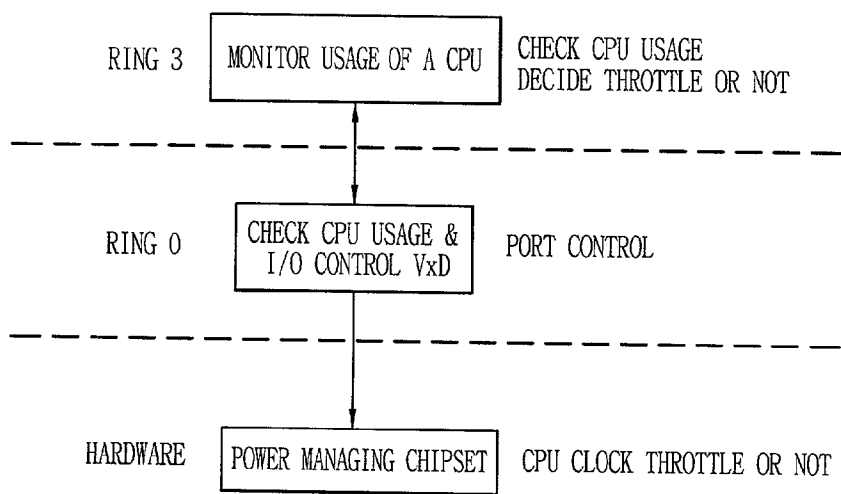 RING 3
MONITOR USAGE OF A CPU
CHECK CPU USAGE
DECIDE THROTTLE OR NOT
RING 0
CHECK CPU USAGE &
I/O CONTROL VxD
PORT CONTROL
HARDWARE
POWER MANAGING CHIPSET
CPU CLOCK THROTTLE OR NOT